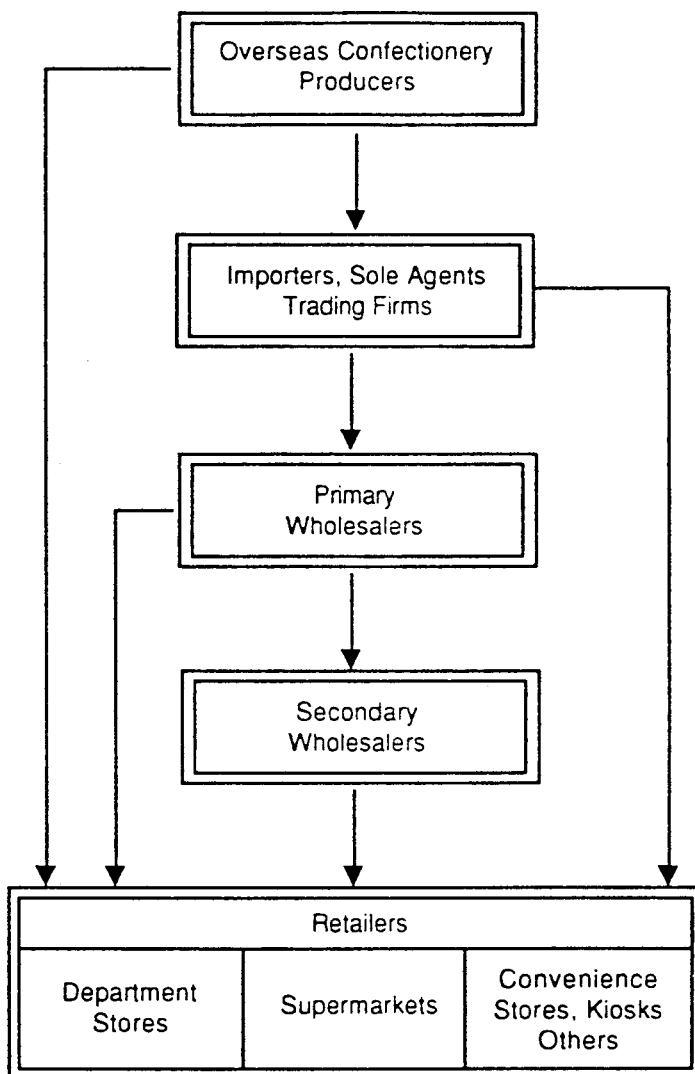 Overseas Confectionery
Producers
Importers, Sole Agents
Trading Firms
Primary
Wholesalers
Secondary
Wholesalers
Retailers
Department
Stores
Supermarkets
Convenience
Stores, Kiosks
Others